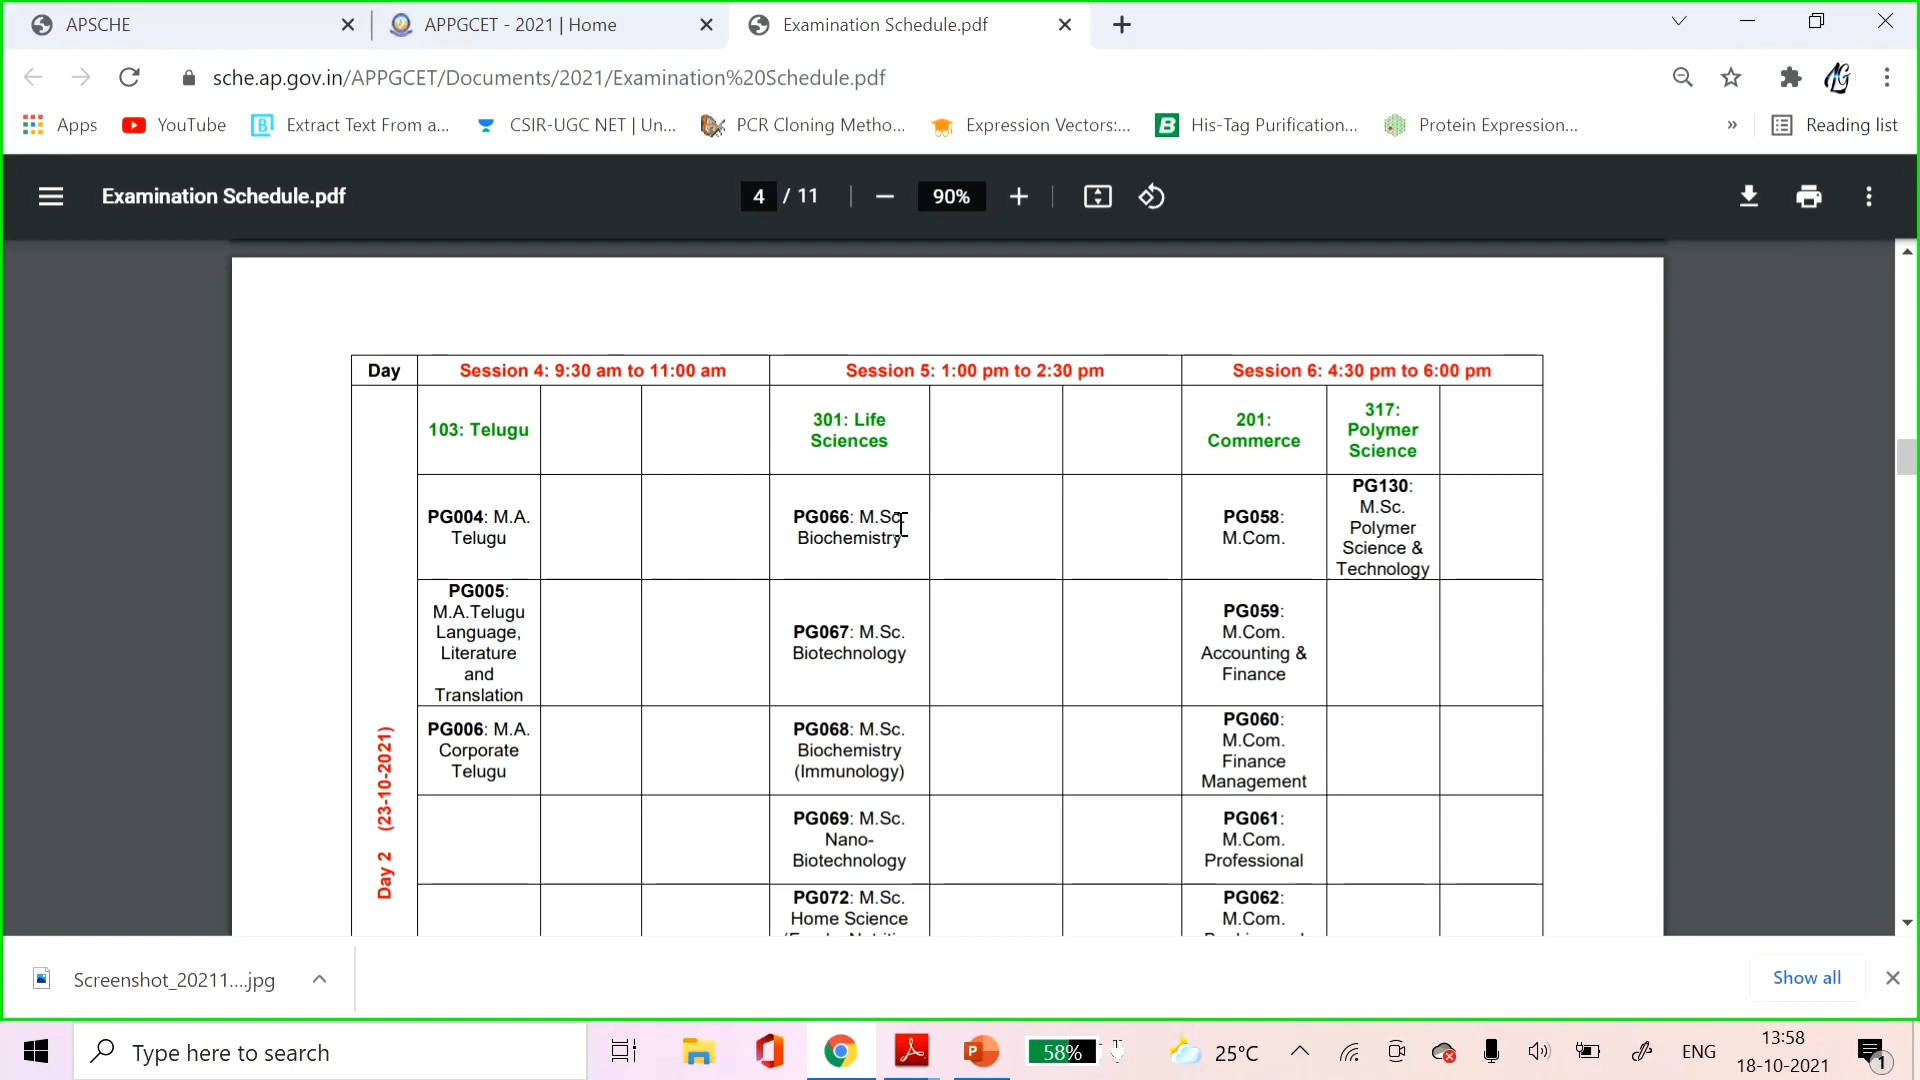 APSCHE
APPGCET - 2021 | Home
Examination Schedule.pdf
sche.ap.gov.in/APPGCET/Documents/2021/Examination%20Schedule.pdf
Apps
YouTube
Extract Text From a...
CSIR-UGC NET | Un...
PCR Cloning Metho...
Expression Vectors:...
His-Tag Purification...
Protein Expression...
»
Reading list
Examination Schedule.pdf
4 / 11
90%
Day
Session 4: 9:30 am to 11:00 am
Session 5: 1:00 pm to 2:30 pm
Session 6: 4:30 pm to 6:00 pm
Day 2 (23-10-2021)
103: Telugu
301: Life
Sciences
201:
Commerce
317:
Polymer
Science
PG004: M.A.
Telugu
PG066: M.Sc.
Biochemistry
PG058:
M.Com.
PG130:
M.Sc.
Polymer
Science &
Technology
PG005:
M.A.Telugu
Language,
Literature
and
Translation
PG067: M.Sc.
Biotechnology
PG059:
M.Com.
Accounting &
Finance
PG006: M.A.
Corporate
Telugu
PG068: M.Sc.
Biochemistry
(Immunology)
PG060:
M.Com.
Finance
Management
PG069: M.Sc.
Nano-
Biotechnology
PG061:
M.Com.
Professional
PG072: M.Sc.
Home Science
PG062:
M.Com.
Screenshot_20211....jpg
Show all
Type here to search
58%
25°C
ENG
13:58
18-10-2021
1